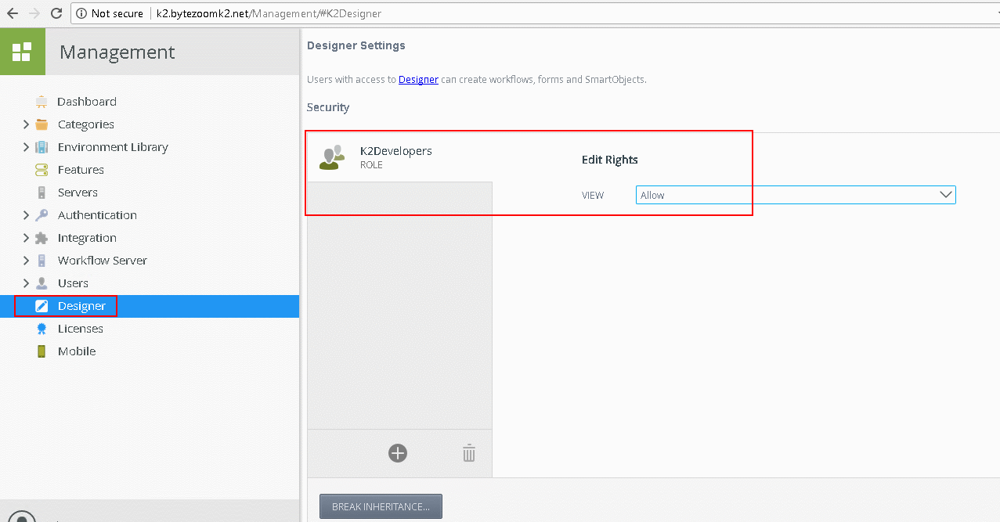 Not secure
k2.bytezoomk2.net/Management/#K2Designer
Management
Dashboard
Categories
Environment Library
Features
Servers
Authentication
Integration
Workflow Server
Users
Designer
Licenses
Mobile
Designer Settings
Users with access to Designer can create workflows, forms and SmartObjects.
Security
K2Developers
ROLE
Edit Rights
VIEW
Allow
BREAK INHERITANCE...